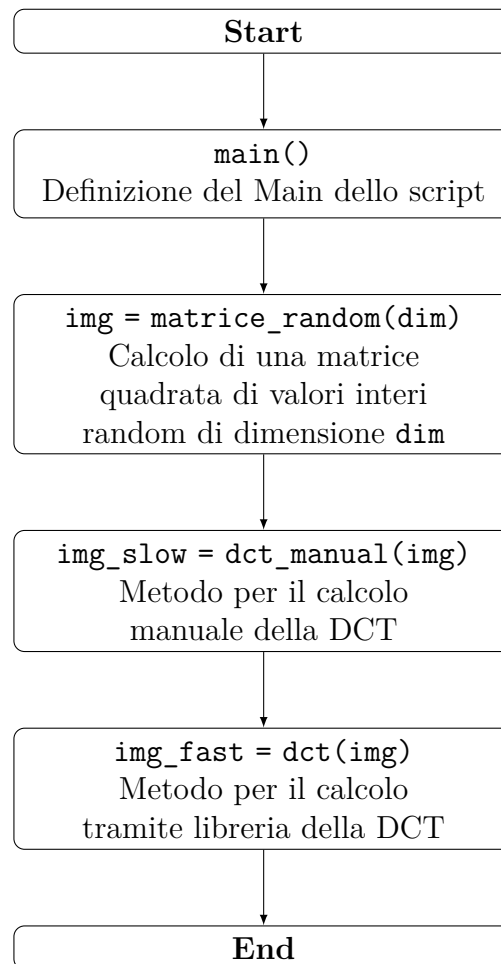 Start
main()
Definizione del Main dello script
img = matrice_random(dim)
Calcolo di una matrice
quadrata di valori interi
random di dimensione dim
img_slow = dct_manual(img)
Metodo per il calcolo
manuale della DCT
img_fast = dct(img)
Metodo per il calcolo
tramite libreria della DCT
End